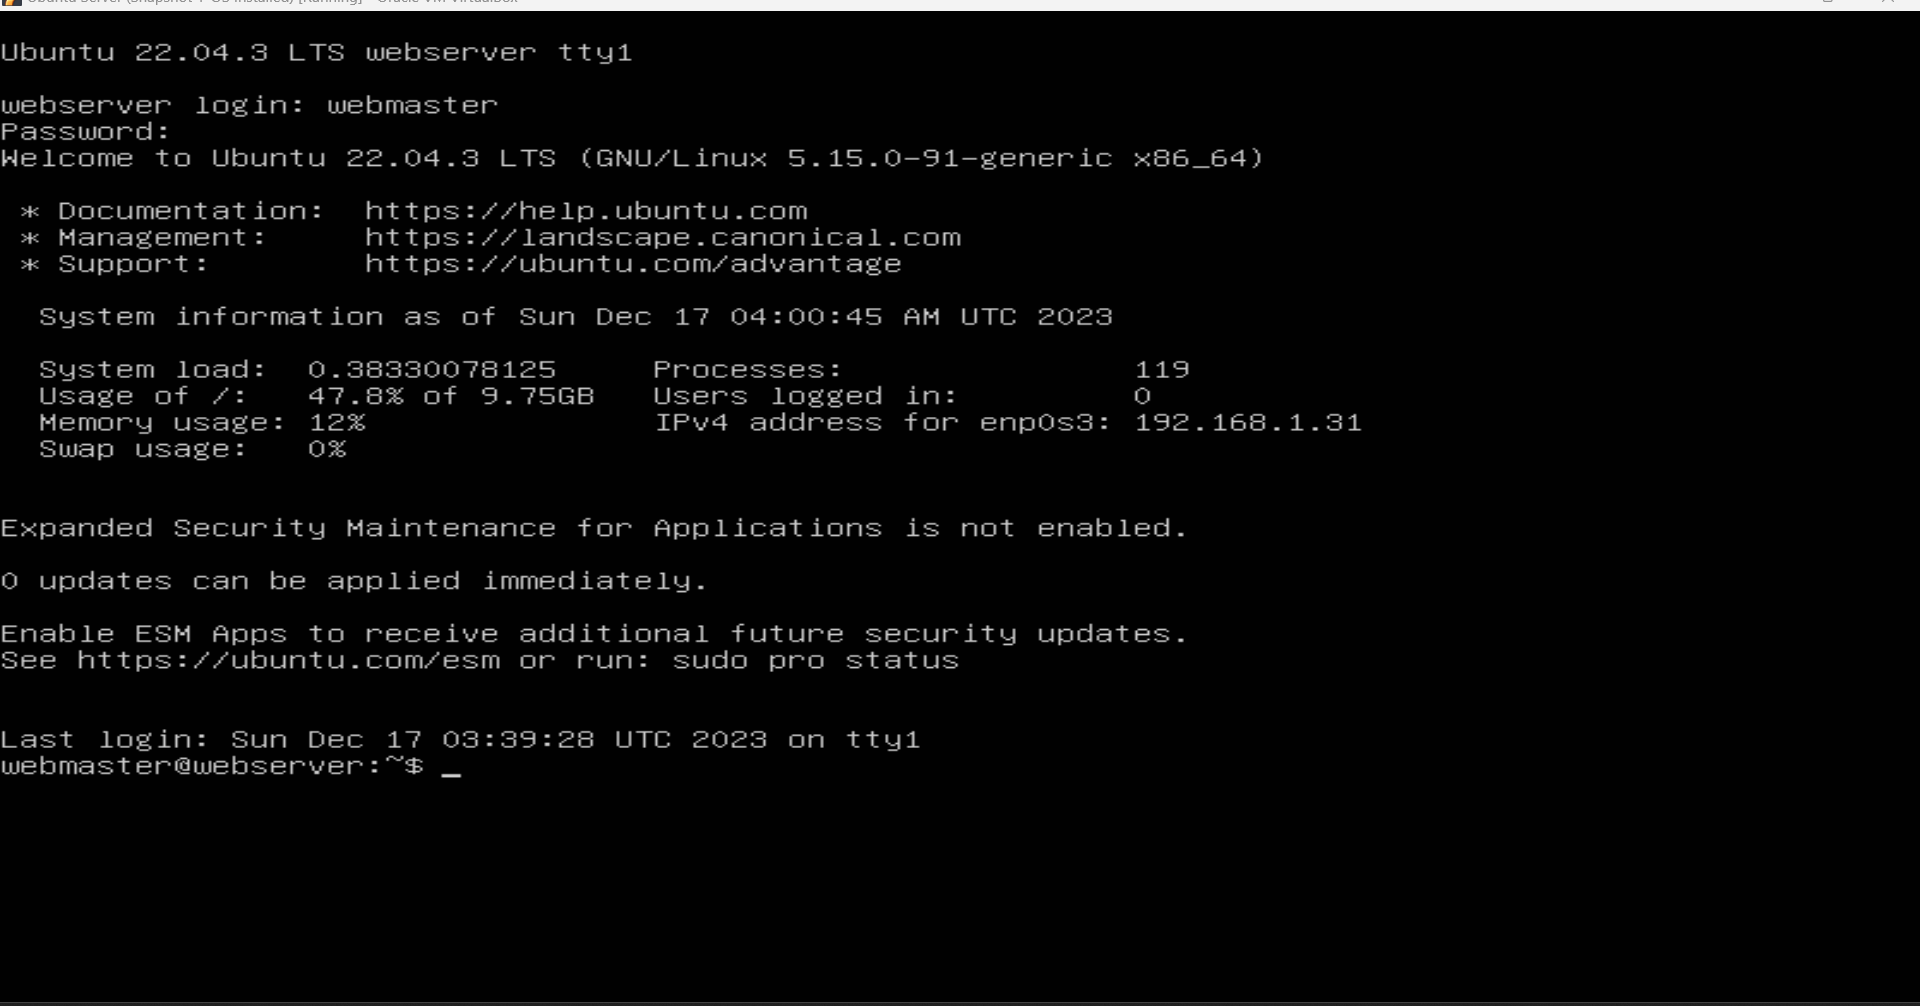 Ubuntu 22.04.3 LTS webserver tty1
webserver login: webmaster
Password:
Welcome to Ubuntu 22.04.3 LTS (GNU/Linux 5.15.0-91-generic x86_64)
* Documentation: https://help.ubuntu.com
* Management: https://landscape.canonical.com
* Support: https://ubuntu.com/advantage
System information as of Sun Dec 17 04:00:45 AM UTC 2023
System load: 0.38330078125 Processes: 119
Usage of /: 47.8% of 9.75GB Users logged in: 0
Memory usage: 12% IPv4 address for enp0s3: 192.168.1.31
Swap usage: 0%
Expanded Security Maintenance for Applications is not enabled.
0 updates can be applied immediately.
Enable ESM Apps to receive additional future security updates.
See https://ubuntu.com/esm or run: sudo pro status
Last login: Sun Dec 17 03:39:28 UTC 2023 on tty1
webmaster@webserver:~$ _